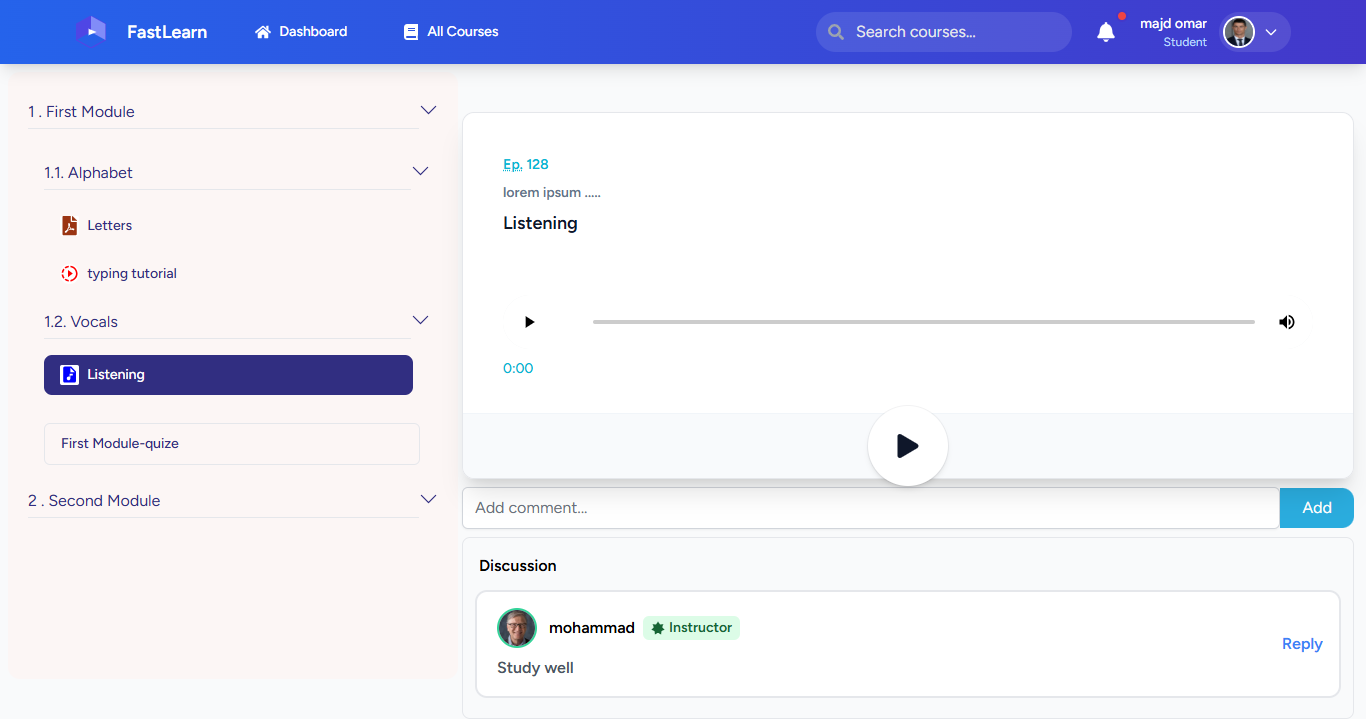 FastLearn
Dashboard
All Courses
Search courses...
majd omar
Student
1 . First Module
1.1. Alphabet
Letters
typing tutorial
1.2. Vocals
Listening
First Module-quize
2 . Second Module
Ep. 128
lorem ipsum .....
Listening
0:00
Add comment...
Add
Discussion
mohammad
Instructor
Study well
Reply